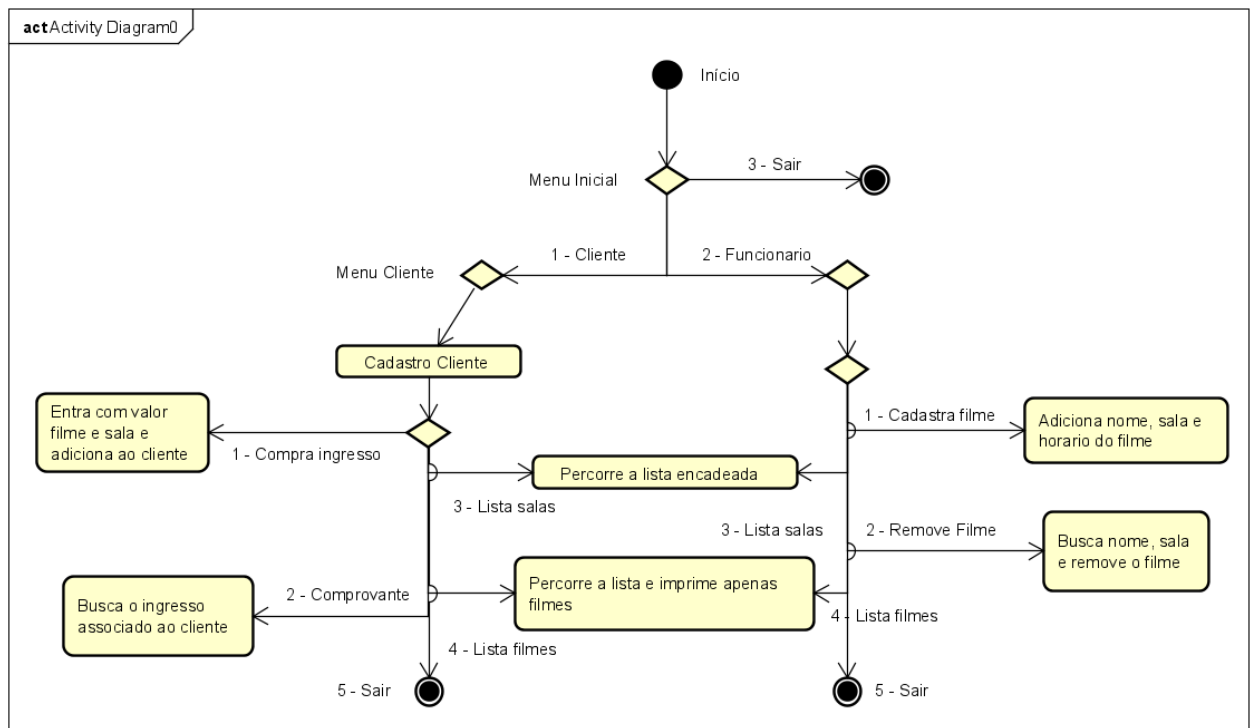 act Activity Diagram0
Início
Menu Inicial
3 - Sair
1 - Cliente
2 - Funcionario
Menu Cliente
Cadastro Cliente
Entra com valor
filme e sala e
adiciona ao cliente
1 - Compra ingresso
1 - Cadastra filme
Adiciona nome, sala e
horario do filme
Percorre a lista encadeada
3 - Lista salas
3 - Lista salas
2 - Remove Filme
Busca nome, sala
e remove o filme
Percorre a lista e imprime apenas
filmes
2 - Comprovante
Busca o ingresso
associado ao cliente
4 - Lista filmes
4 - Lista filmes
5 - Sair
5 - Sair